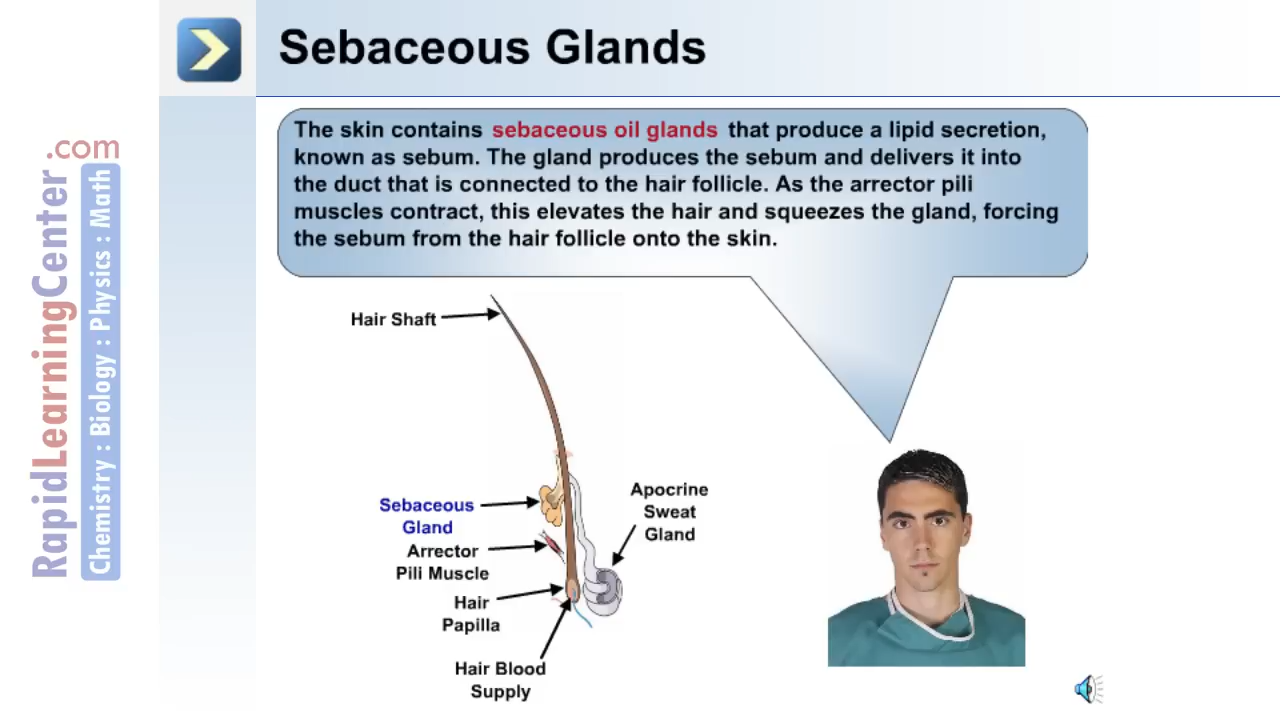 Sebaceous Glands
The skin contains sebaceous oil glands that produce a lipid secretion,
known as sebum. The gland produces the sebum and delivers it into
the duct that is connected to the hair follicle. As the arrector pili
muscles contract, this elevates the hair and squeezes the gland, forcing
the sebum from the hair follicle onto the skin.
Hair Shaft
Sebaceous
Gland
Arrector
Pili Muscle
Hair
Papilla
Hair Blood
Supply
Apocrine
Sweat
Gland
RapidLearningCenter.com
Chemistry : Biology : Physics : Math